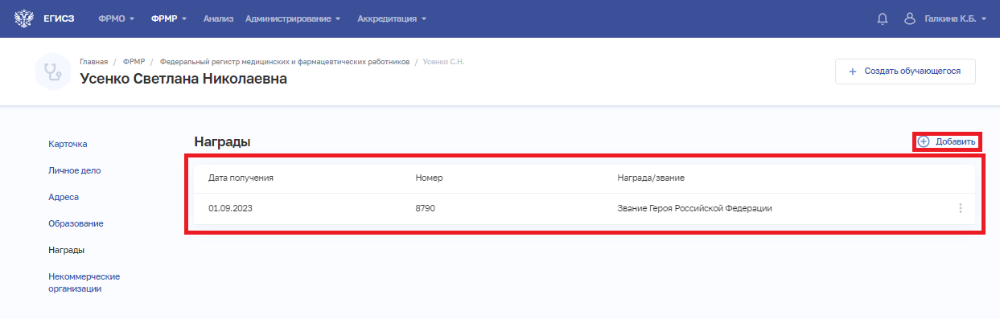 ЕГИСЗ ФРМО ФРМР Анализ Администрирование Аккредитация Галкина К.Б.
Главная / ФРМР / Федеральный регистр медицинских и фармацевтических работников / Усенко С.Н.
Усенко Светлана Николаевна
+ Создать обучающегося
Карточка
Личное дело
Адреса
Образование
Награды
Некоммерческие
организации
Награды
Добавить
Дата получения Номер Награда/звание
01.09.2023 8790 Звание Героя Российской Федерации